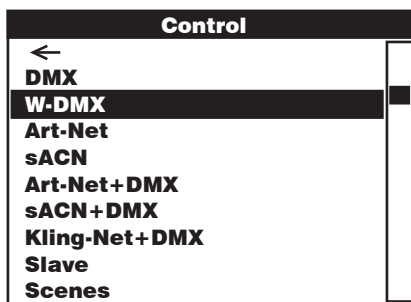 Control
←
DMX
W-DMX
Art-Net
sACN
Art-Net+DMX
sACN+DMX
Kling-Net+DMX
Slave
Scenes